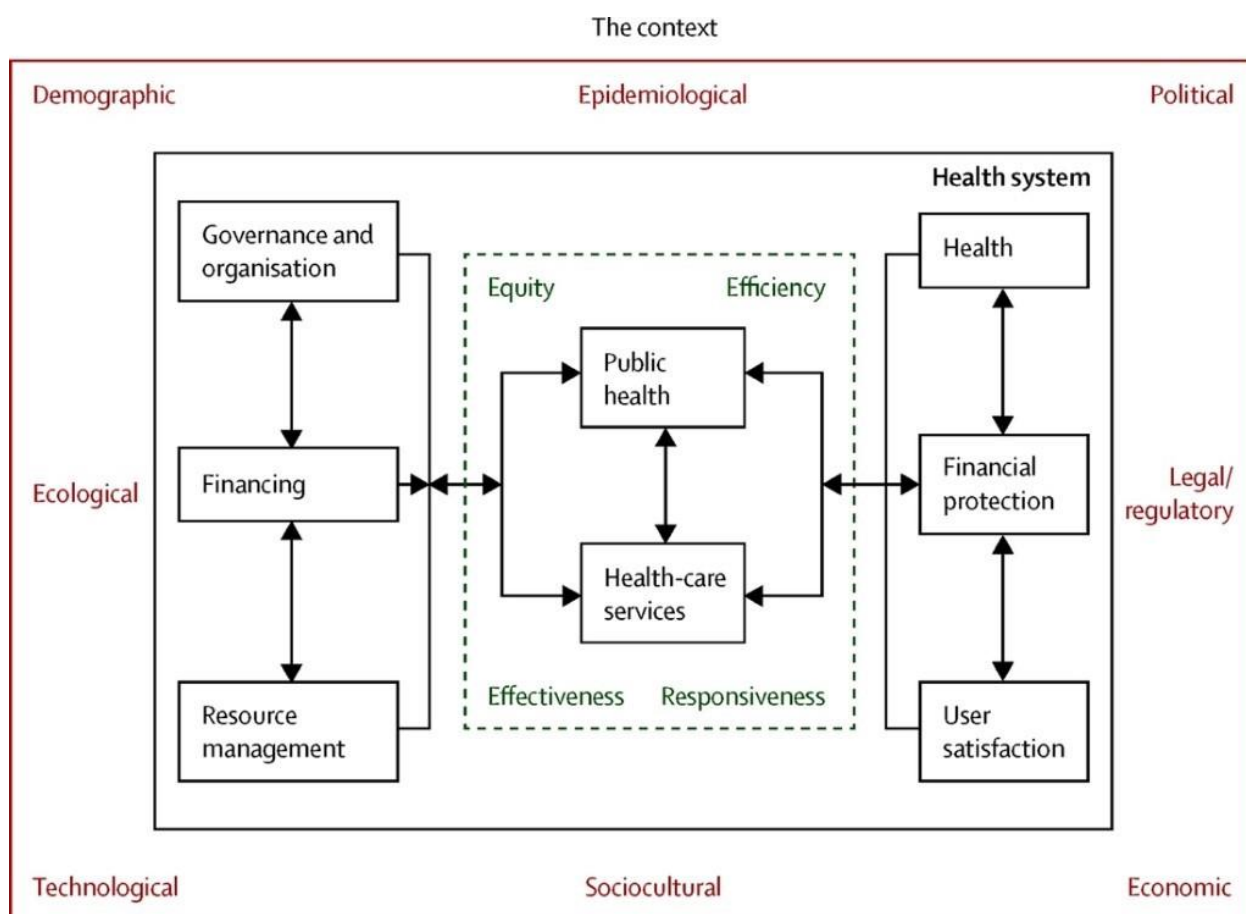 The context
Demographic
Epidemiological
Political
Health system
Governance and
organisation
Health
Equity
Efficiency
Public
health
Financing
Financial
protection
Ecological
Legal/
regulatory
Health-care
services
Effectiveness
Responsiveness
Resource
management
User
satisfaction
Technological
Sociocultural
Economic